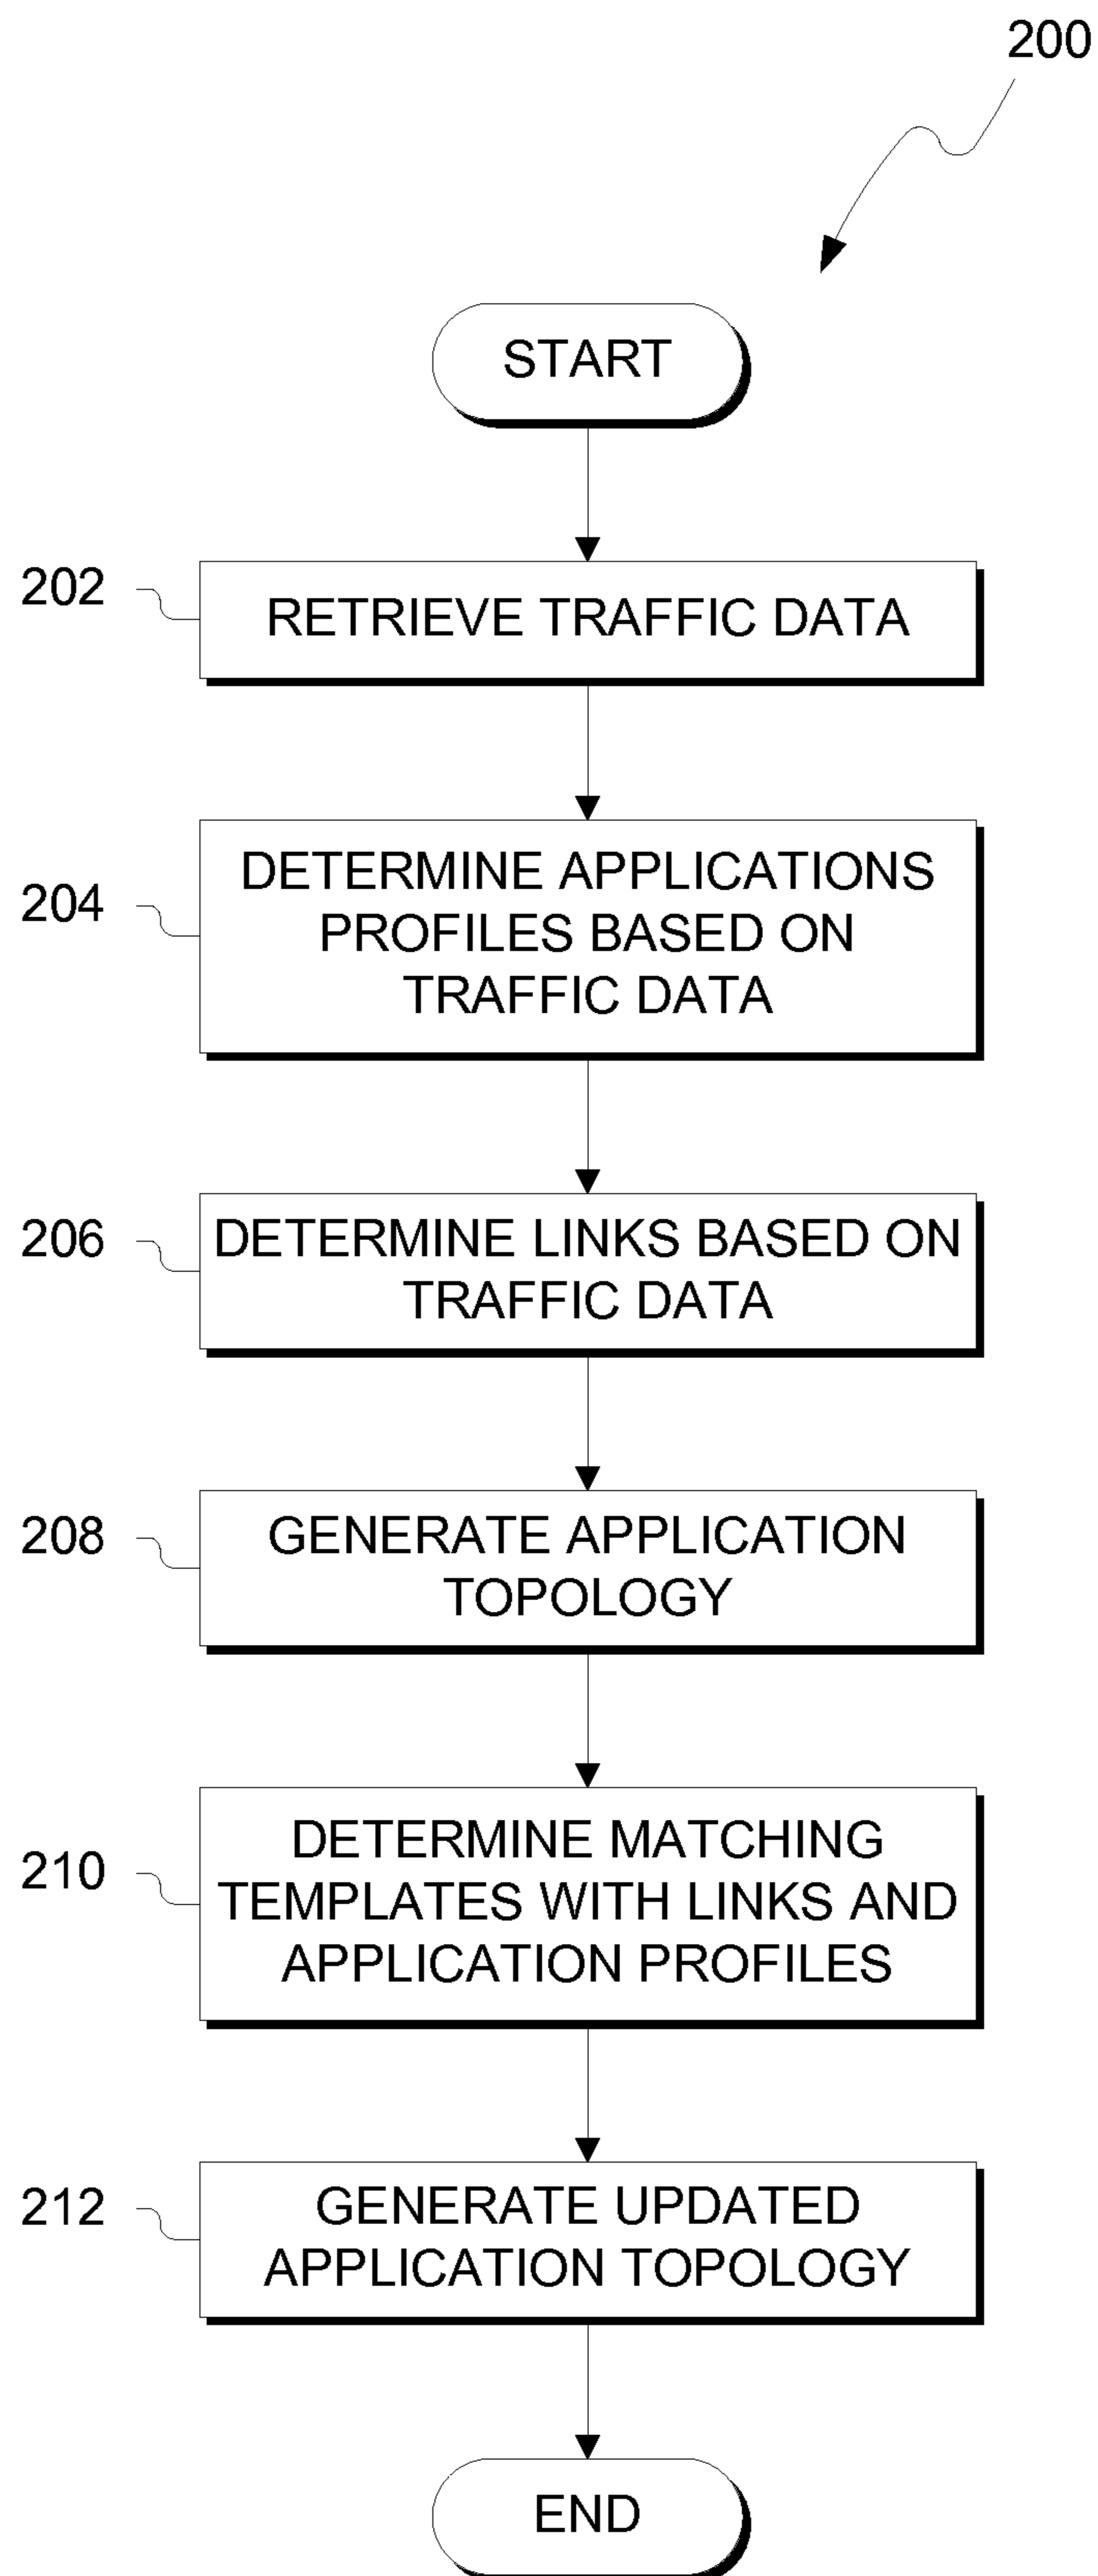 200
START
202
RETRIEVE TRAFFIC DATA
204
DETERMINE APPLICATIONS
PROFILES BASED ON
TRAFFIC DATA
206
DETERMINE LINKS BASED ON
TRAFFIC DATA
208
GENERATE APPLICATION
TOPOLOGY
210
DETERMINE MATCHING
TEMPLATES WITH LINKS AND
APPLICATION PROFILES
212
GENERATE UPDATED
APPLICATION TOPOLOGY
END